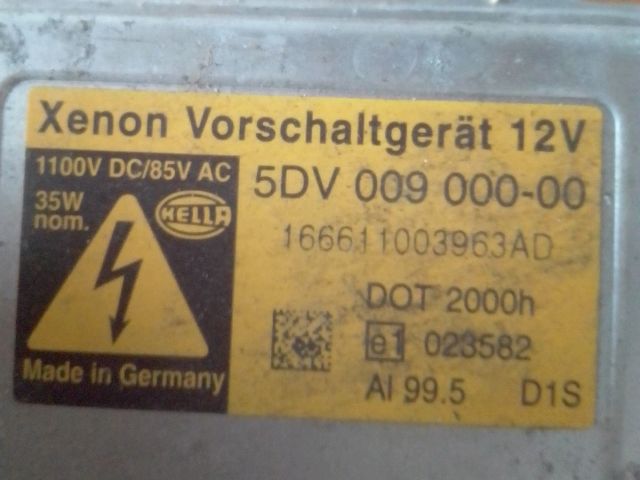 Xenon Vorschaltgerät 12V
1100V DC/85V AC
35W
nom.
HELLA
Made in Germany
5DV 009 000-00
166611003963AD
DOT 2000h
e1 023582
AI 99.5 D1S